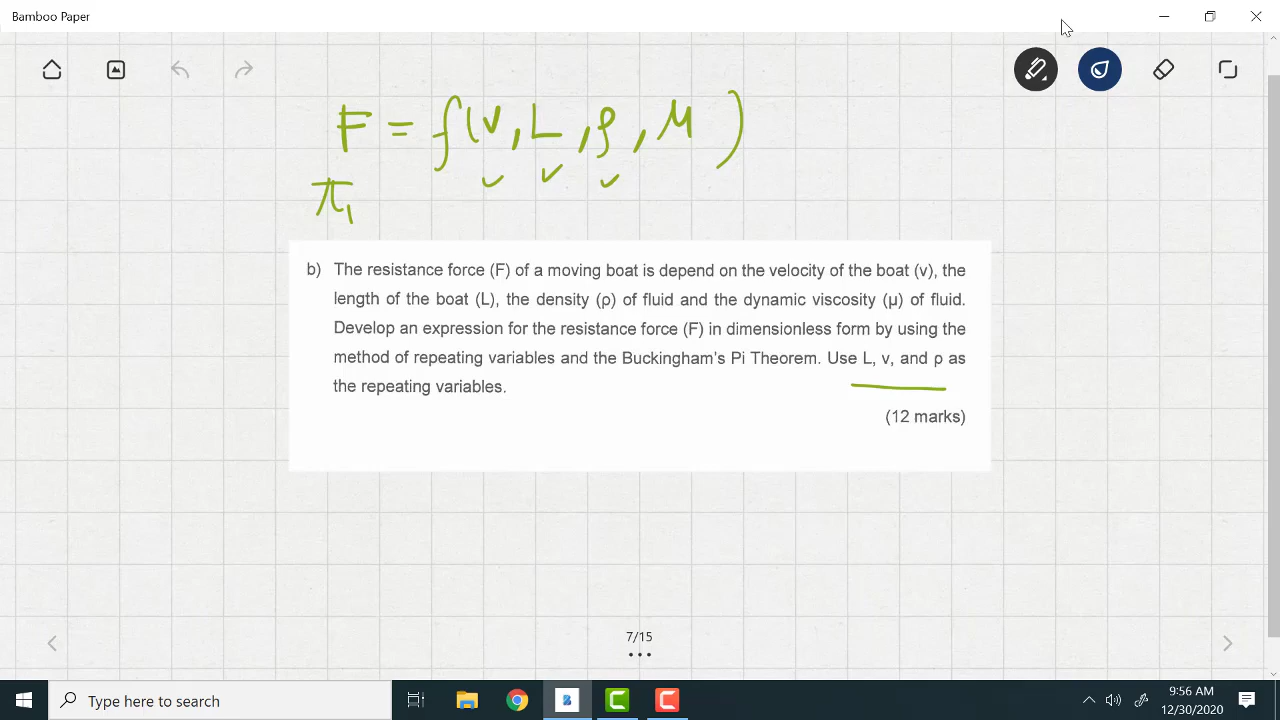 Bamboo Paper
F = f(v, L, ρ, μ )
π1
b) The resistance force (F) of a moving boat is depend on the velocity of the boat (v), the
length of the boat (L), the density (ρ) of fluid and the dynamic viscosity (μ) of fluid.
Develop an expression for the resistance force (F) in dimensionless form by using the
method of repeating variables and the Buckingham's Pi Theorem. Use L, v, and ρ as
the repeating variables.
(12 marks)
7/15
Type here to search
9:56 AM
12/30/2020